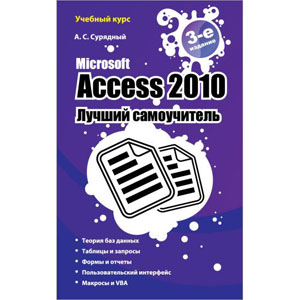 Учебный курс
А. С. Сурядный
3-е
издание
Microsoft
Access 2010
Лучший самоучитель
• Теория баз данных
• Таблицы и запросы
• Формы и отчеты
• Пользовательский интерфейс
• Макросы и VBA